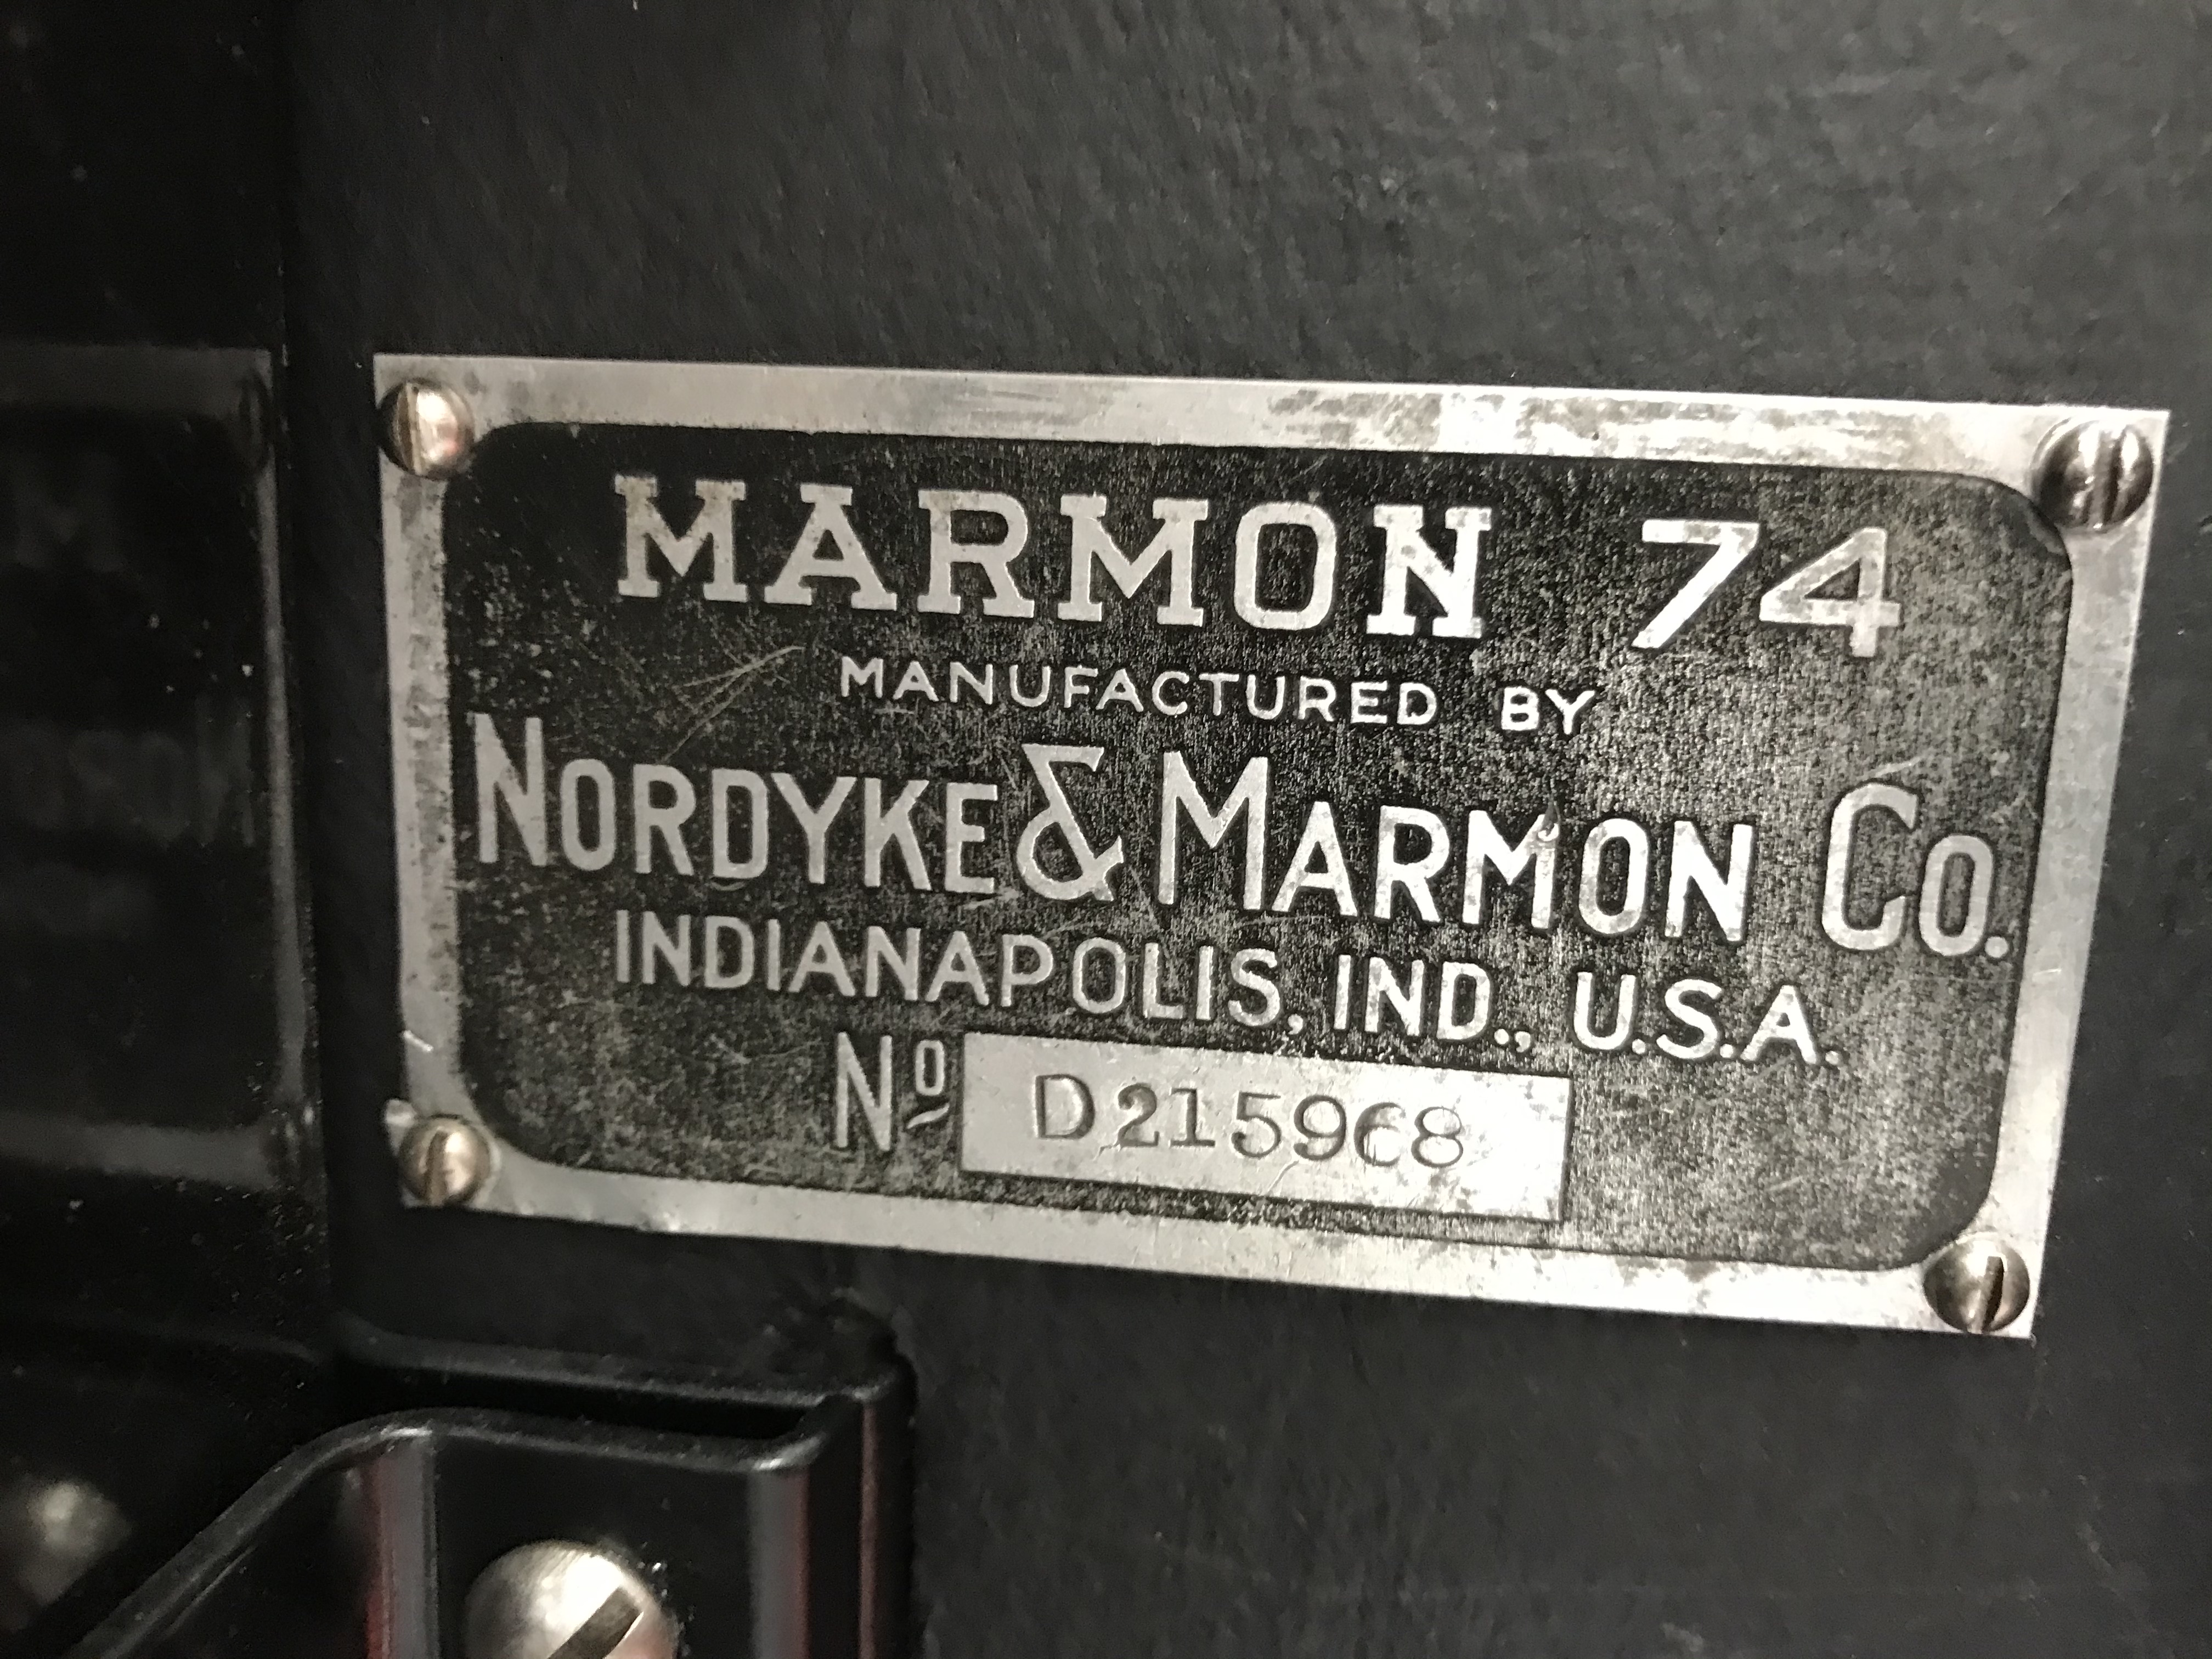 MARMON 74
MANUFACTURED BY
NORDYKE & MARMON CO.
INDIANAPOLIS, IND., U.S.A.
No D215968